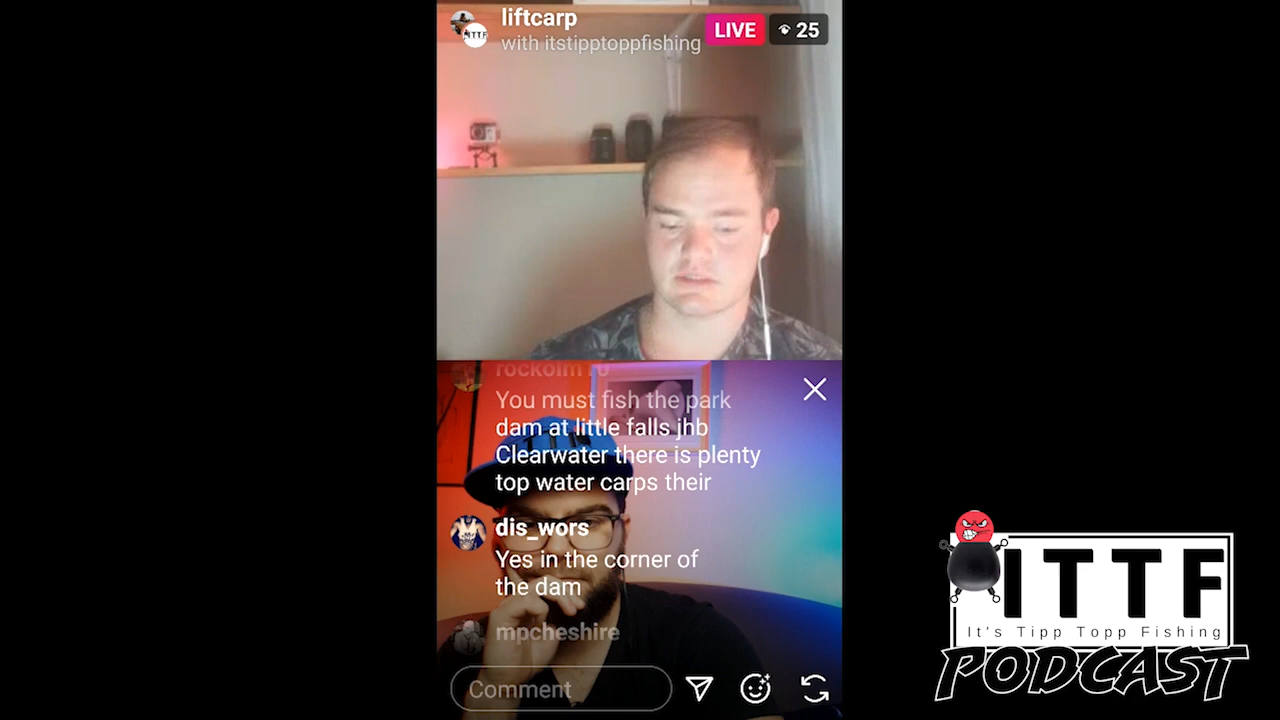 liftcarp
with itstipptoppfishing
LIVE
25
rockolm10
You must fish the park
dam at little falls jhb
Clearwater there is plenty
top water carps their
dis_wors
Yes in the corner of
the dam
mpcheshire
Comment
ITTF
ITTF
It's Tipp Topp Fishing
PODCAST